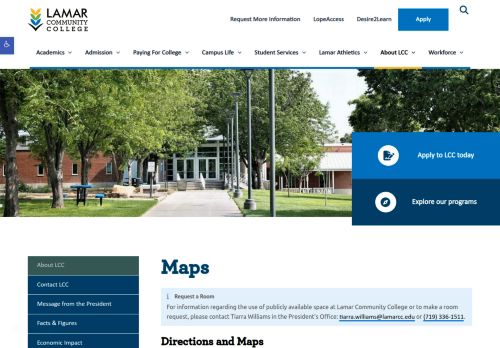 LAMAR
COMMUNITY
COLLEGE
Request More Information LopeAccess Desire2Learn Apply
Academics Admission Paying For College Campus Life Student Services Lamar Athletics About LCC Workforce
Apply to LCC today
Explore our programs
About LCC
Contact LCC
Message from the President
Facts & Figures
Economic Impact
Maps
Request a Room
For information regarding the use of publicly available space at Lamar Community College or to make a room
request, please contact Tiarra Williams in the President's Office: tiarra.williams@lamarcc.edu or (719) 336-1511.
Directions and Maps